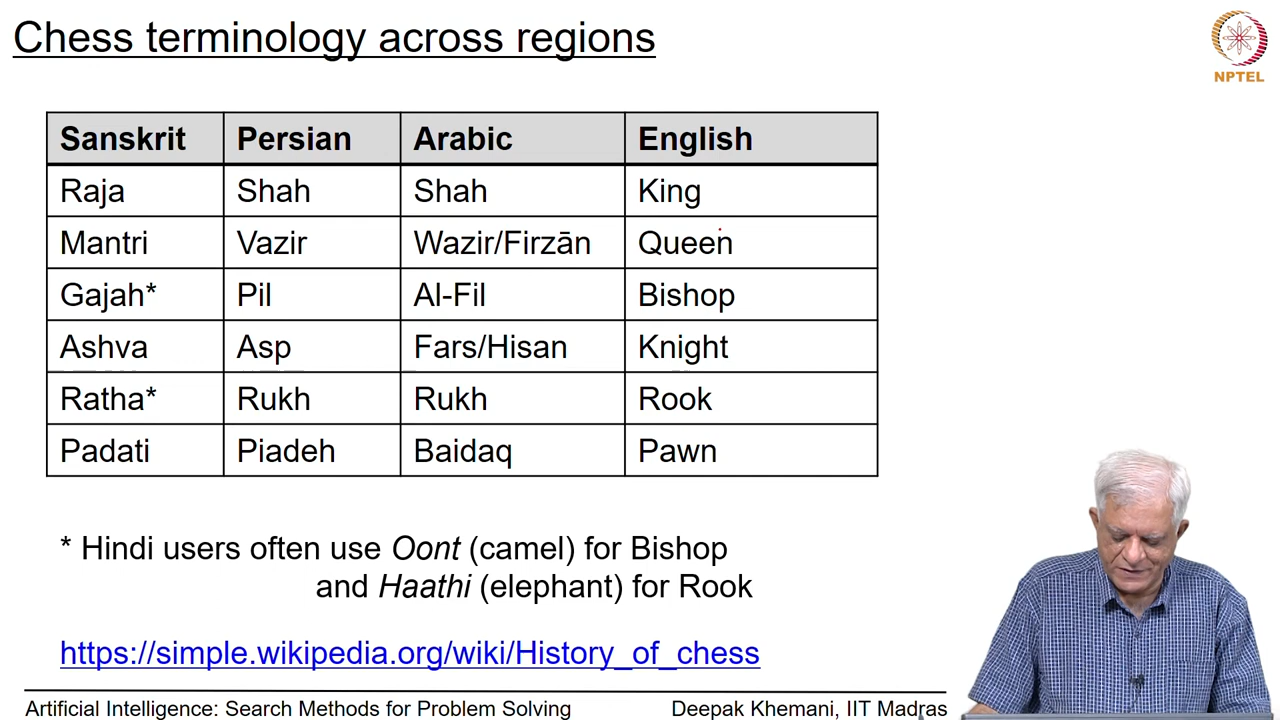 Chess terminology across regions
NPTEL
Sanskrit Persian Arabic English
Raja Shah Shah King
Mantri Vazir Wazir/Firzān Queen
Gajah* Pil Al-Fil Bishop
Ashva Asp Fars/Hisan Knight
Ratha* Rukh Rukh Rook
Padati Piadeh Baidaq Pawn
* Hindi users often use Oont (camel) for Bishop
and Haathi (elephant) for Rook
https://simple.wikipedia.org/wiki/History_of_chess
Artificial Intelligence: Search Methods for Problem Solving Deepak Khemani, IIT Madras